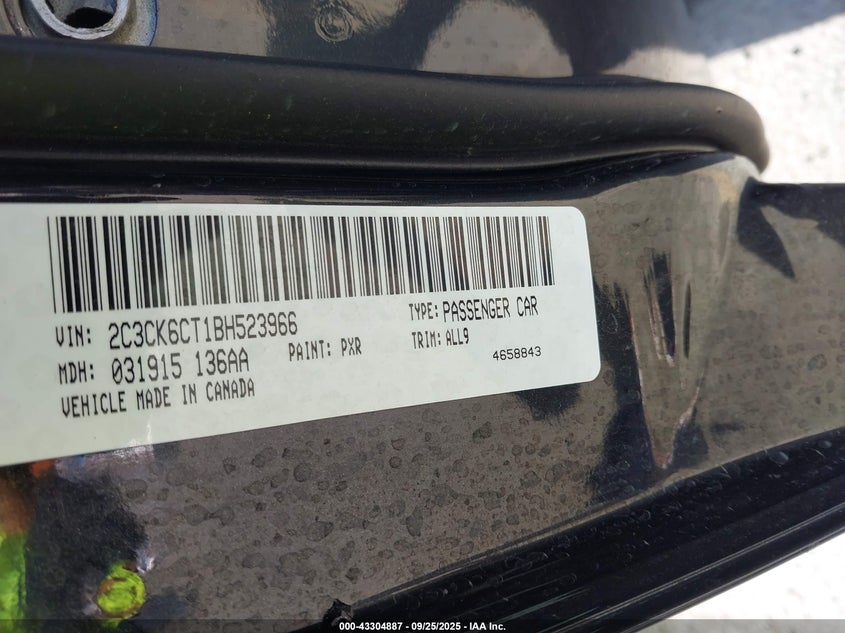 VIN: 2C3CK6CT1BH523966
TYPE: PASSENGER CAR
MDH: 031915 136AA
PAINT: PXR
TRIM: ALL9
VEHICLE MADE IN CANADA
4658843
000-43304887 - 09/25/2025 - IAA Inc.